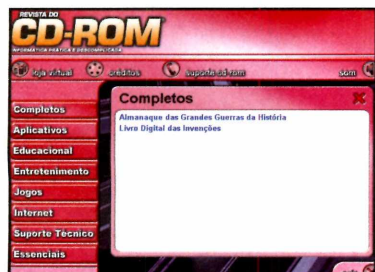 REVISTA DO
CD-ROM
INFORMÁTICA PRÁTICA E DESCOMPLICADA
loja virtual créditos suporte cd-rom som
Completos
Aplicativos
Educacional
Entretenimento
Jogos
Internet
Suporte Técnico
Essenciais
Completos
Almanaque das Grandes Guerras da História
Livro Digital das Invenções